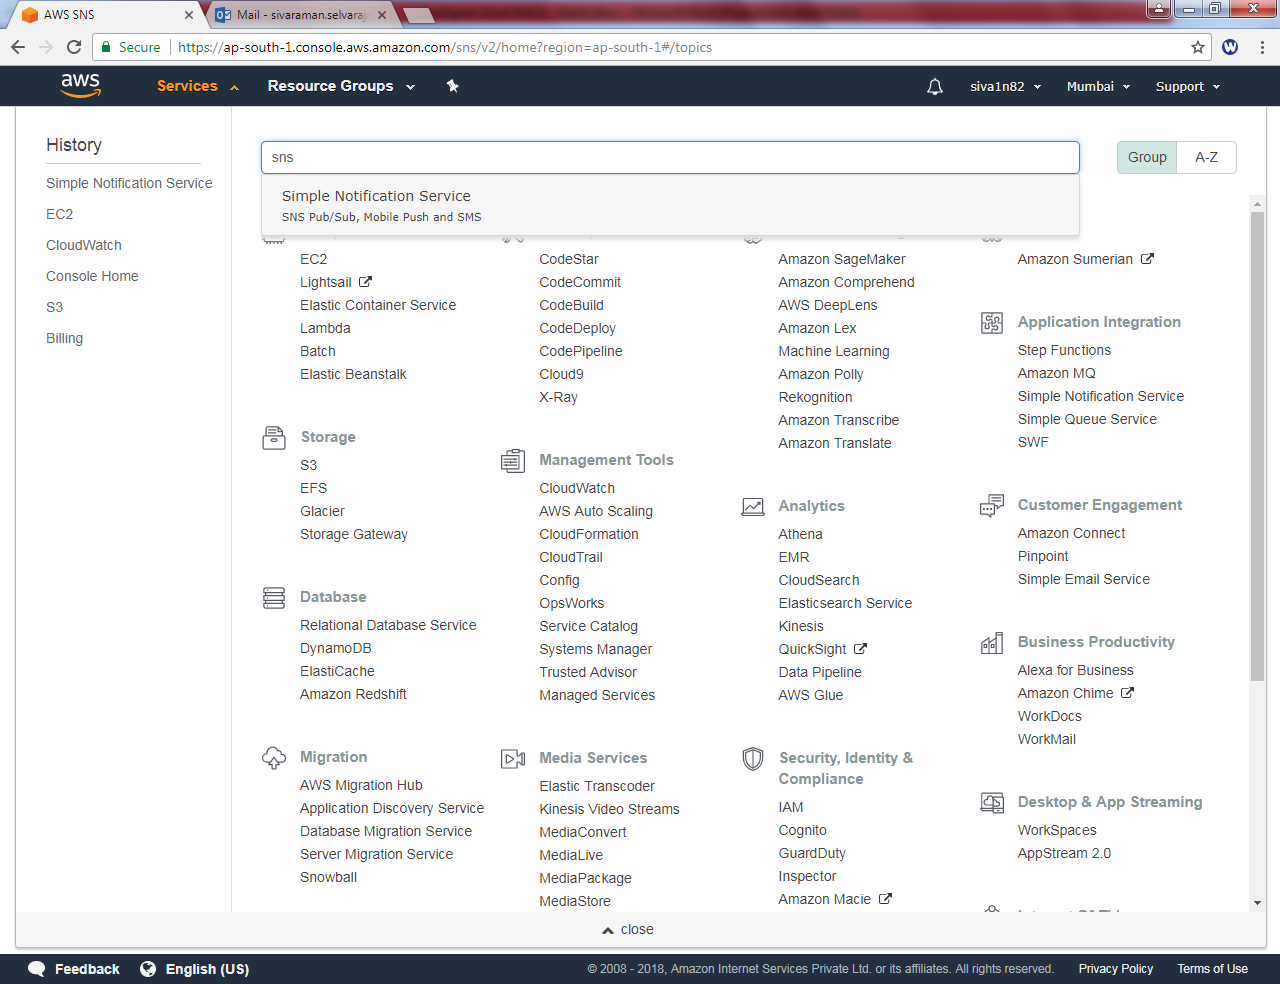 AWS SNS
Mail - sivaraman.selvaraj
Secure
https://ap-south-1.console.aws.amazon.com/sns/v2/home?region=ap-south-1#/topics
W
aws
Services
Resource Groups
siva1n82
Mumbai
Support
History
Simple Notification Service
EC2
CloudWatch
Console Home
S3
Billing
sns
Group
A-Z
Simple Notification Service
SNS Pub/Sub, Mobile Push and SMS
EC2
Lightsail
Elastic Container Service
Lambda
Batch
Elastic Beanstalk
Storage
S3
EFS
Glacier
Storage Gateway
Database
Relational Database Service
DynamoDB
ElastiCache
Amazon Redshift
Migration
AWS Migration Hub
Application Discovery Service
Database Migration Service
Server Migration Service
Snowball
CodeStar
CodeCommit
CodeBuild
CodeDeploy
CodePipeline
Cloud9
X-Ray
Management Tools
CloudWatch
AWS Auto Scaling
CloudFormation
CloudTrail
Config
OpsWorks
Service Catalog
Systems Manager
Trusted Advisor
Managed Services
Media Services
Elastic Transcoder
Kinesis Video Streams
MediaConvert
MediaLive
MediaPackage
MediaStore
Amazon SageMaker
Amazon Comprehend
AWS DeepLens
Amazon Lex
Machine Learning
Amazon Polly
Rekognition
Amazon Transcribe
Amazon Translate
Analytics
Athena
EMR
CloudSearch
Elasticsearch Service
Kinesis
QuickSight
Data Pipeline
AWS Glue
Security, Identity &
Compliance
IAM
Cognito
GuardDuty
Inspector
Amazon Macie
Amazon Sumerian
Application Integration
Step Functions
Amazon MQ
Simple Notification Service
Simple Queue Service
SWF
Customer Engagement
Amazon Connect
Pinpoint
Simple Email Service
Business Productivity
Alexa for Business
Amazon Chime
WorkDocs
WorkMail
Desktop & App Streaming
WorkSpaces
AppStream 2.0
close
Feedback
English (US)
© 2008 - 2018, Amazon Internet Services Private Ltd. or its affiliates. All rights reserved.
Privacy Policy
Terms of Use